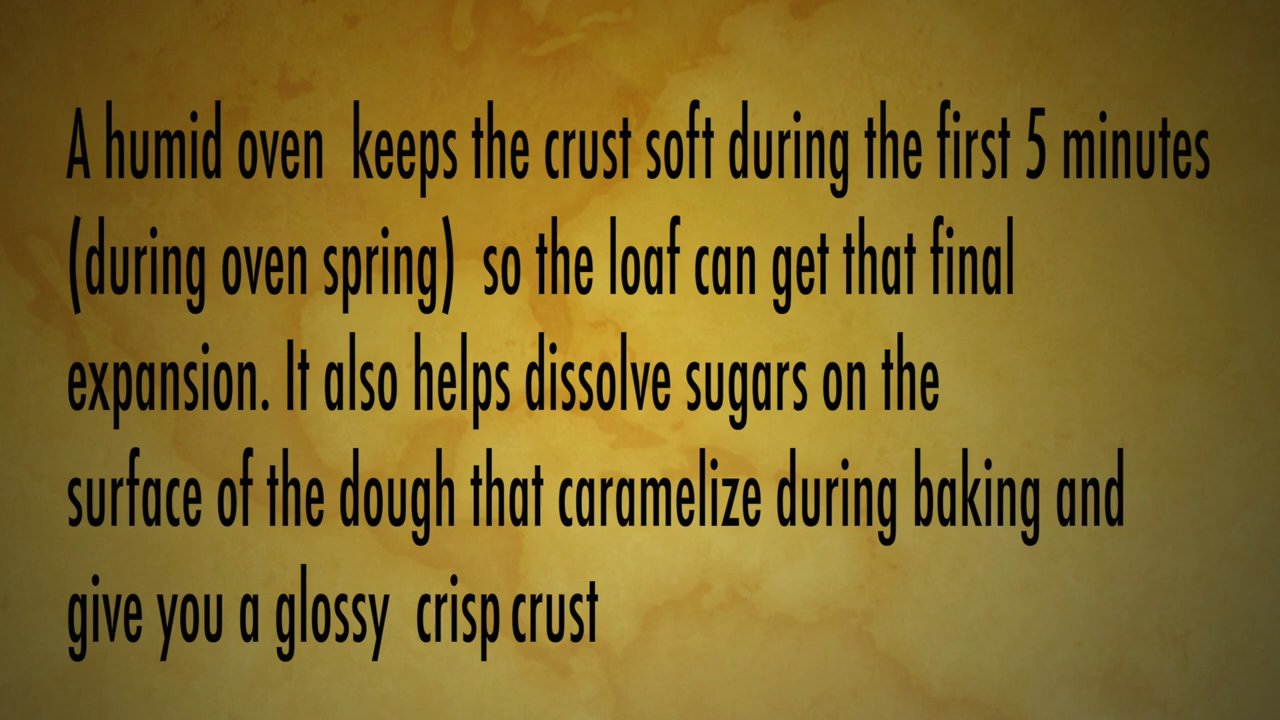 A humid oven  keeps the crust soft during the first 5 minutes
(during oven spring)  so the loaf can get that final
expansion. It also helps dissolve sugars on the
surface of the dough that caramelize during baking and
give you a glossy  crisp crust